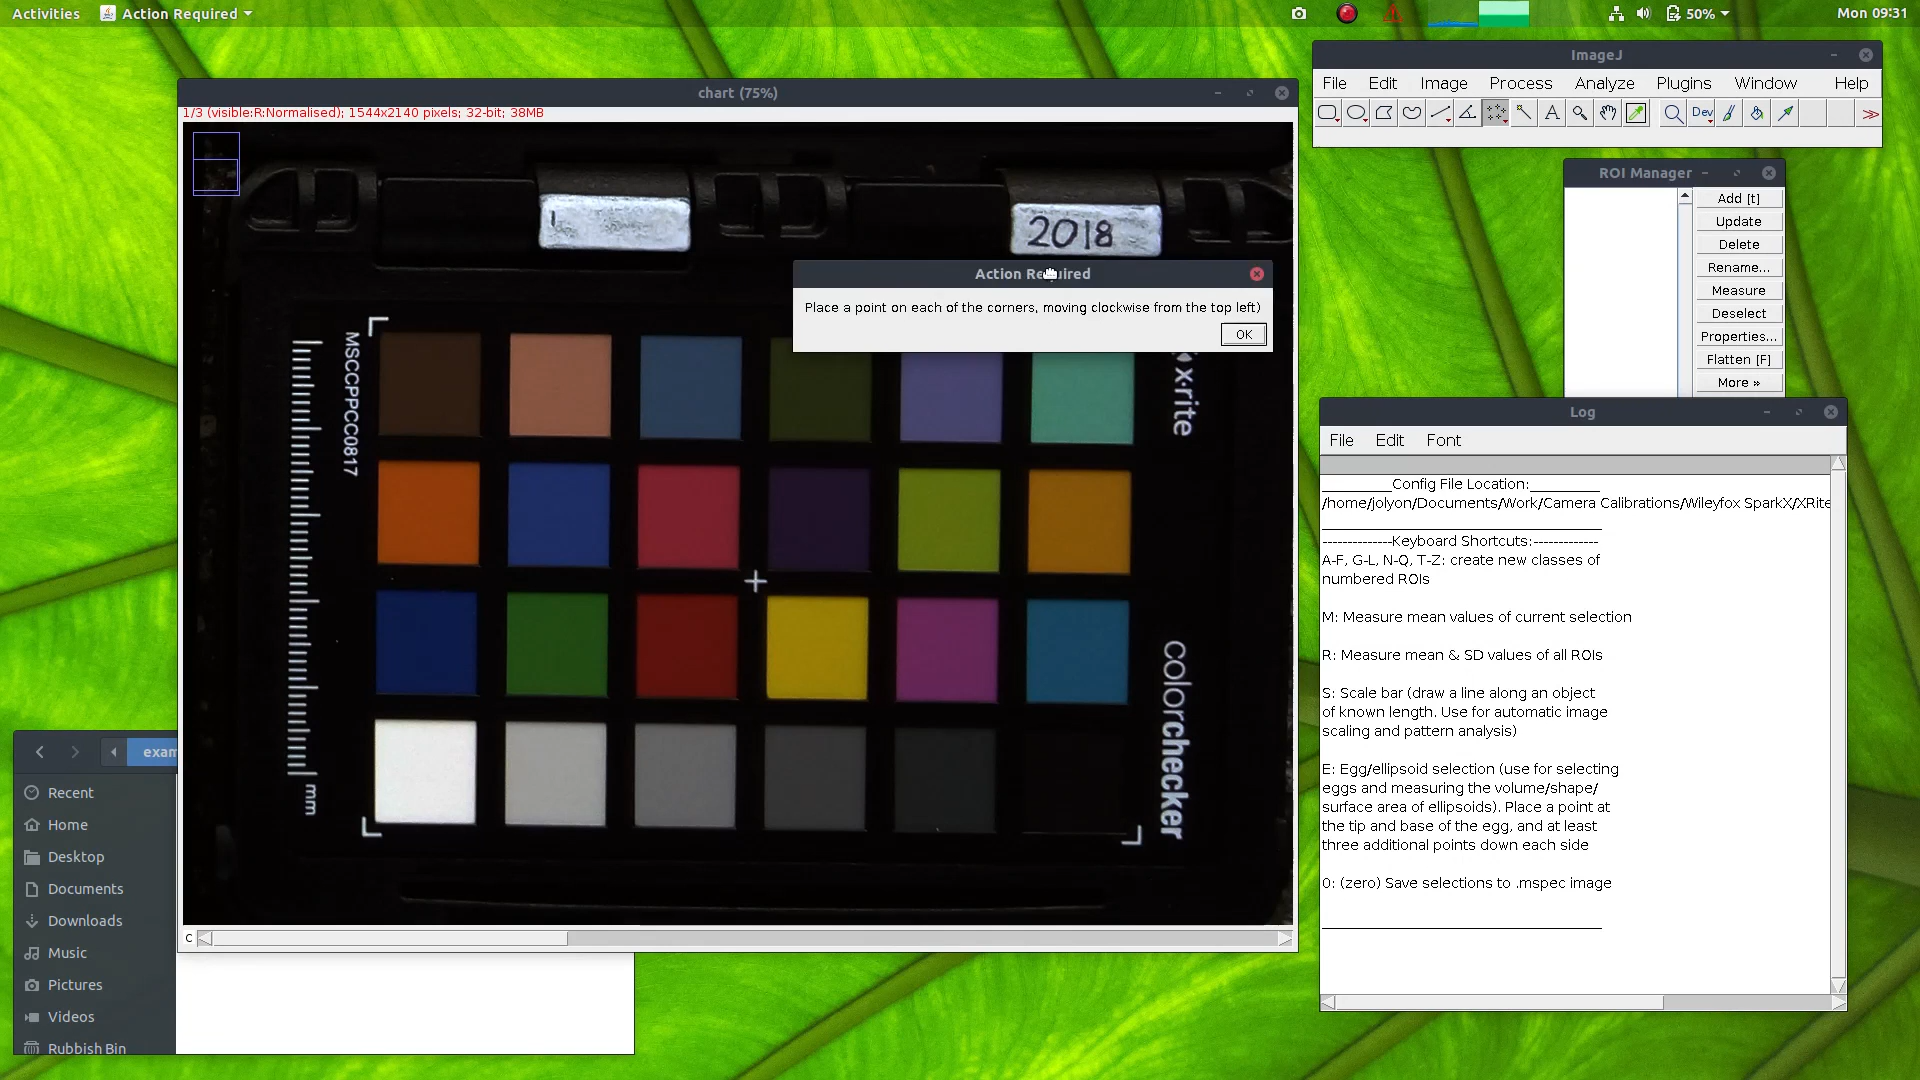 Activities
Action Required
50%
Mon 09:31
chart (75%)
1/3 (visible:R:Normalised); 1544x2140 pixels; 32-bit; 38MB
2018
Action Required
Place a point on each of the corners, moving clockwise from the top left)
OK
MSCCPPCC0817
x·rite
mm
colorchecker
C
ImageJ
File Edit Image Process Analyze Plugins Window Help
A
Dev
>>
ROI Manager
Add [t]
Update
Delete
Rename...
Measure
Deselect
Properties...
Flatten [F]
More »
Log
File Edit Font
_________Config File Location:_________
/home/jolyon/Documents/Work/Camera Calibrations/Wileyfox SparkX/XRite
--------------Keyboard Shortcuts:-------------
A-F, G-L, N-Q, T-Z: create new classes of
numbered ROIs
M: Measure mean values of current selection
R: Measure mean & SD values of all ROIs
S: Scale bar (draw a line along an object
of known length. Use for automatic image
scaling and pattern analysis)
E: Egg/ellipsoid selection (use for selecting
eggs and measuring the volume/shape/
surface area of ellipsoids). Place a point at
the tip and base of the egg, and at least
three additional points down each side
0: (zero) Save selections to .mspec image
exam
Recent
Home
Desktop
Documents
Downloads
Music
Pictures
Videos
Rubbish Bin